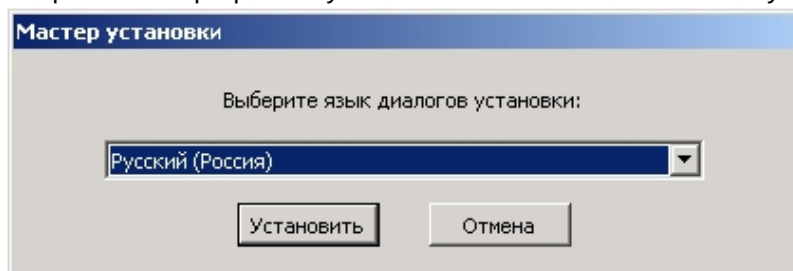 Мастер установки
Выберите язык диалогов установки:
Русский (Россия)
Установить Отмена